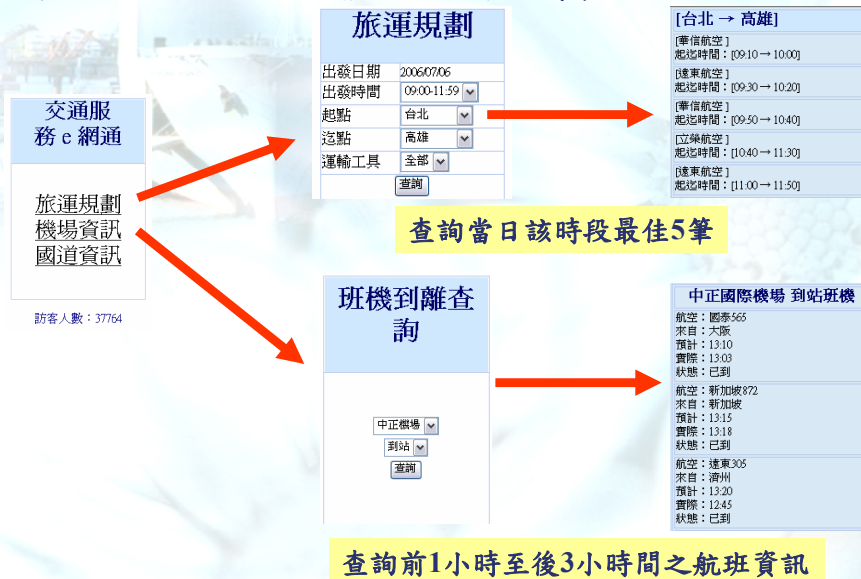 交通服
務 e 網通
旅運規劃
機場資訊
國道資訊
訪客人數：37764
旅運規劃
出發日期 2006/07/06
出發時間 09:00-11:59
起點 台北
迄點 高雄
運輸工具 全部
查詢
[台北 → 高雄]
[華信航空]
起迄時間：[09:10 → 10:00]
[遠東航空]
起迄時間：[09:30 → 10:20]
[華信航空]
起迄時間：[09:50 → 10:40]
[立榮航空]
起迄時間：[10:40 → 11:30]
[遠東航空]
起迄時間：[11:00 → 11:50]
查詢當日該時段最佳5筆
班機到離查
詢
中正機場
到站
查詢
中正國際機場 到站班機
航空：國泰565
來自：大阪
預計：13:10
實際：13:03
狀態：已到
航空：新加坡872
來自：新加坡
預計：13:15
實際：13:18
狀態：已到
航空：遠東305
來自：濟州
預計：13:20
實際：12:45
狀態：已到
查詢前1小時至後3小時間之航班資訊